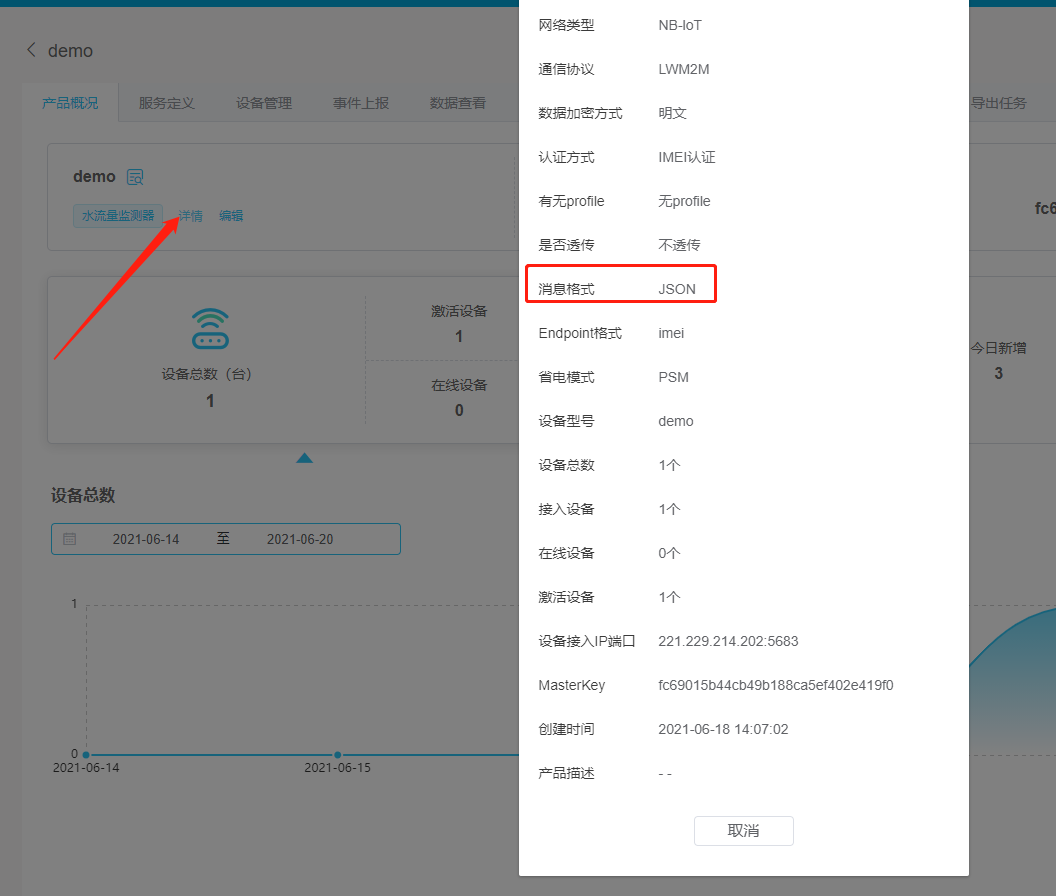 demo
产品概况 服务定义 设备管理 事件上报 数据查看 导出任务
demo
水流量监测器 详情 编辑
fc6
设备总数（台）
1
激活设备
1
在线设备
0
今日新增
3
设备总数
2021-06-14 至 2021-06-20
1
0
2021-06-14 2021-06-15
网络类型 NB-IoT
通信协议 LWM2M
数据加密方式 明文
认证方式 IMEI认证
有无profile 无profile
是否透传 不透传
消息格式 JSON
Endpoint格式 imei
省电模式 PSM
设备型号 demo
设备总数 1个
接入设备 1个
在线设备 0个
激活设备 1个
设备接入IP端口 221.229.214.202:5683
MasterKey fc69015b44cb49b188ca5ef402e419f0
创建时间 2021-06-18 14:07:02
产品描述 - -
取消